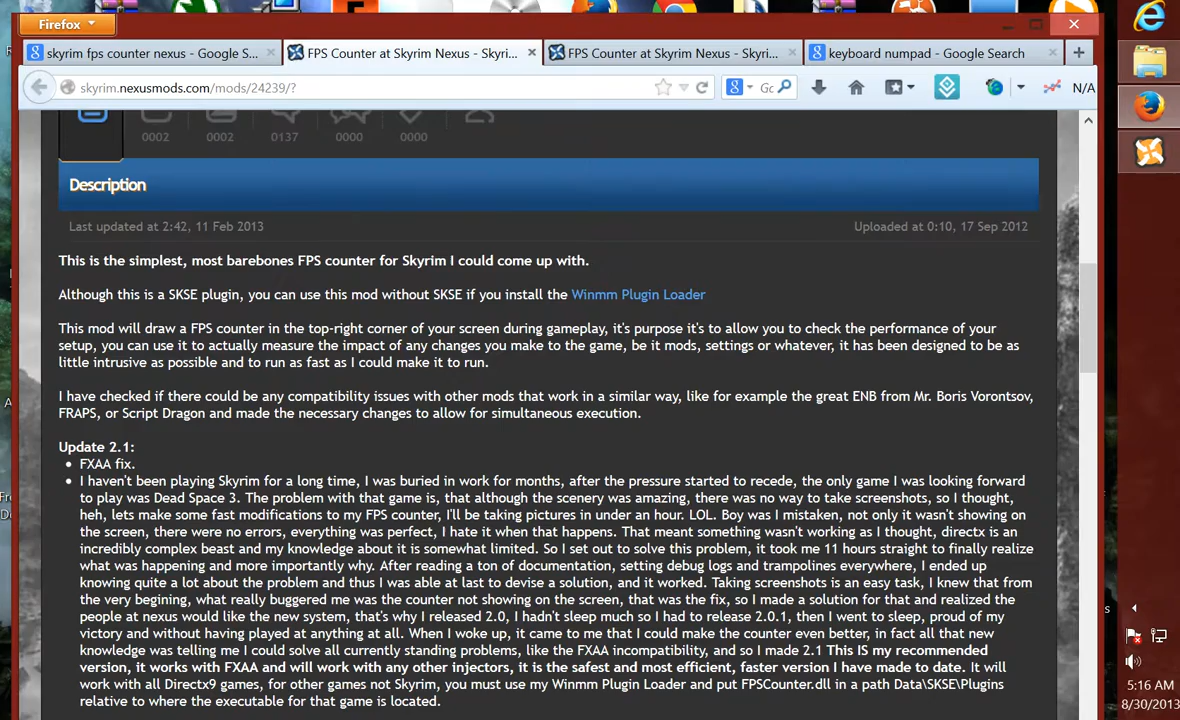 Firefox
skyrim fps counter nexus - Google S...
FPS Counter at Skyrim Nexus - Skyri...
FPS Counter at Skyrim Nexus - Skyri...
keyboard numpad - Google Search
skyrim.nexusmods.com/mods/24239/?
N/A
0002 0002 0137 0000 0000
Description
Last updated at 2:42, 11 Feb 2013
Uploaded at 0:10, 17 Sep 2012
This is the simplest, most barebones FPS counter for Skyrim I could come up with.
Although this is a SKSE plugin, you can use this mod without SKSE if you install the Winmm Plugin Loader
This mod will draw a FPS counter in the top-right corner of your screen during gameplay, it's purpose it's to allow you to check the performance of your
setup, you can use it to actually measure the impact of any changes you make to the game, be it mods, settings or whatever, it has been designed to be as
little intrusive as possible and to run as fast as I could make it to run.
I have checked if there could be any compatibility issues with other mods that work in a similar way, like for example the great ENB from Mr. Boris Vorontsov,
FRAPS, or Script Dragon and made the necessary changes to allow for simultaneous execution.
Update 2.1:
• FXAA fix.
• I haven't been playing Skyrim for a long time, I was buried in work for months, after the pressure started to recede, the only game I was looking forward
to play was Dead Space 3. The problem with that game is, that although the scenery was amazing, there was no way to take screenshots, so I thought,
heh, lets make some fast modifications to my FPS counter, I'll be taking pictures in under an hour. LOL. Boy was I mistaken, not only it wasn't showing on
the screen, there were no errors, everything was perfect, I hate it when that happens. That meant something wasn't working as I thought, directx is an
incredibly complex beast and my knowledge about it is somewhat limited. So I set out to solve this problem, it took me 11 hours straight to finally realize
what was happening and more importantly why. After reading a ton of documentation, setting debug logs and trampolines everywhere, I ended up
knowing quite a lot about the problem and thus I was able at last to devise a solution, and it worked. Taking screenshots is an easy task, I knew that from
the very begining, what really buggered me was the counter not showing on the screen, that was the fix, so I made a solution for that and realized the
people at nexus would like the new system, that's why I released 2.0, I hadn't sleep much so I had to release 2.0.1, then I went to sleep, proud of my
victory and without having played at anything at all. When I woke up, it came to me that I could make the counter even better, in fact all that new
knowledge was telling me I could solve all currently standing problems, like the FXAA incompatibility, and so I made 2.1 This IS my recommended
version, it works with FXAA and will work with any other injectors, it is the safest and most efficient, faster version I have made to date. It will
work with all Directx9 games, for other games not Skyrim, you must use my Winmm Plugin Loader and put FPSCounter.dll in a path Data\SKSE\Plugins
relative to where the executable for that game is located.
5:16 AM
8/30/2013